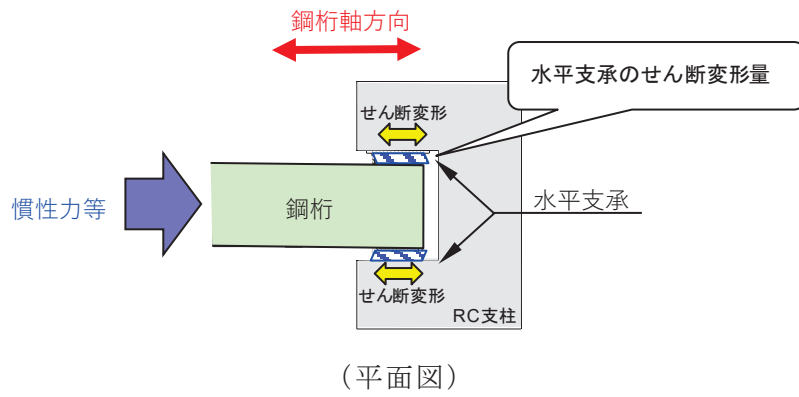 鋼桁軸方向
水平支承のせん断変形量
せん断変形
慣性力等
鋼桁
水平支承
せん断変形
RC支柱
（平面図）